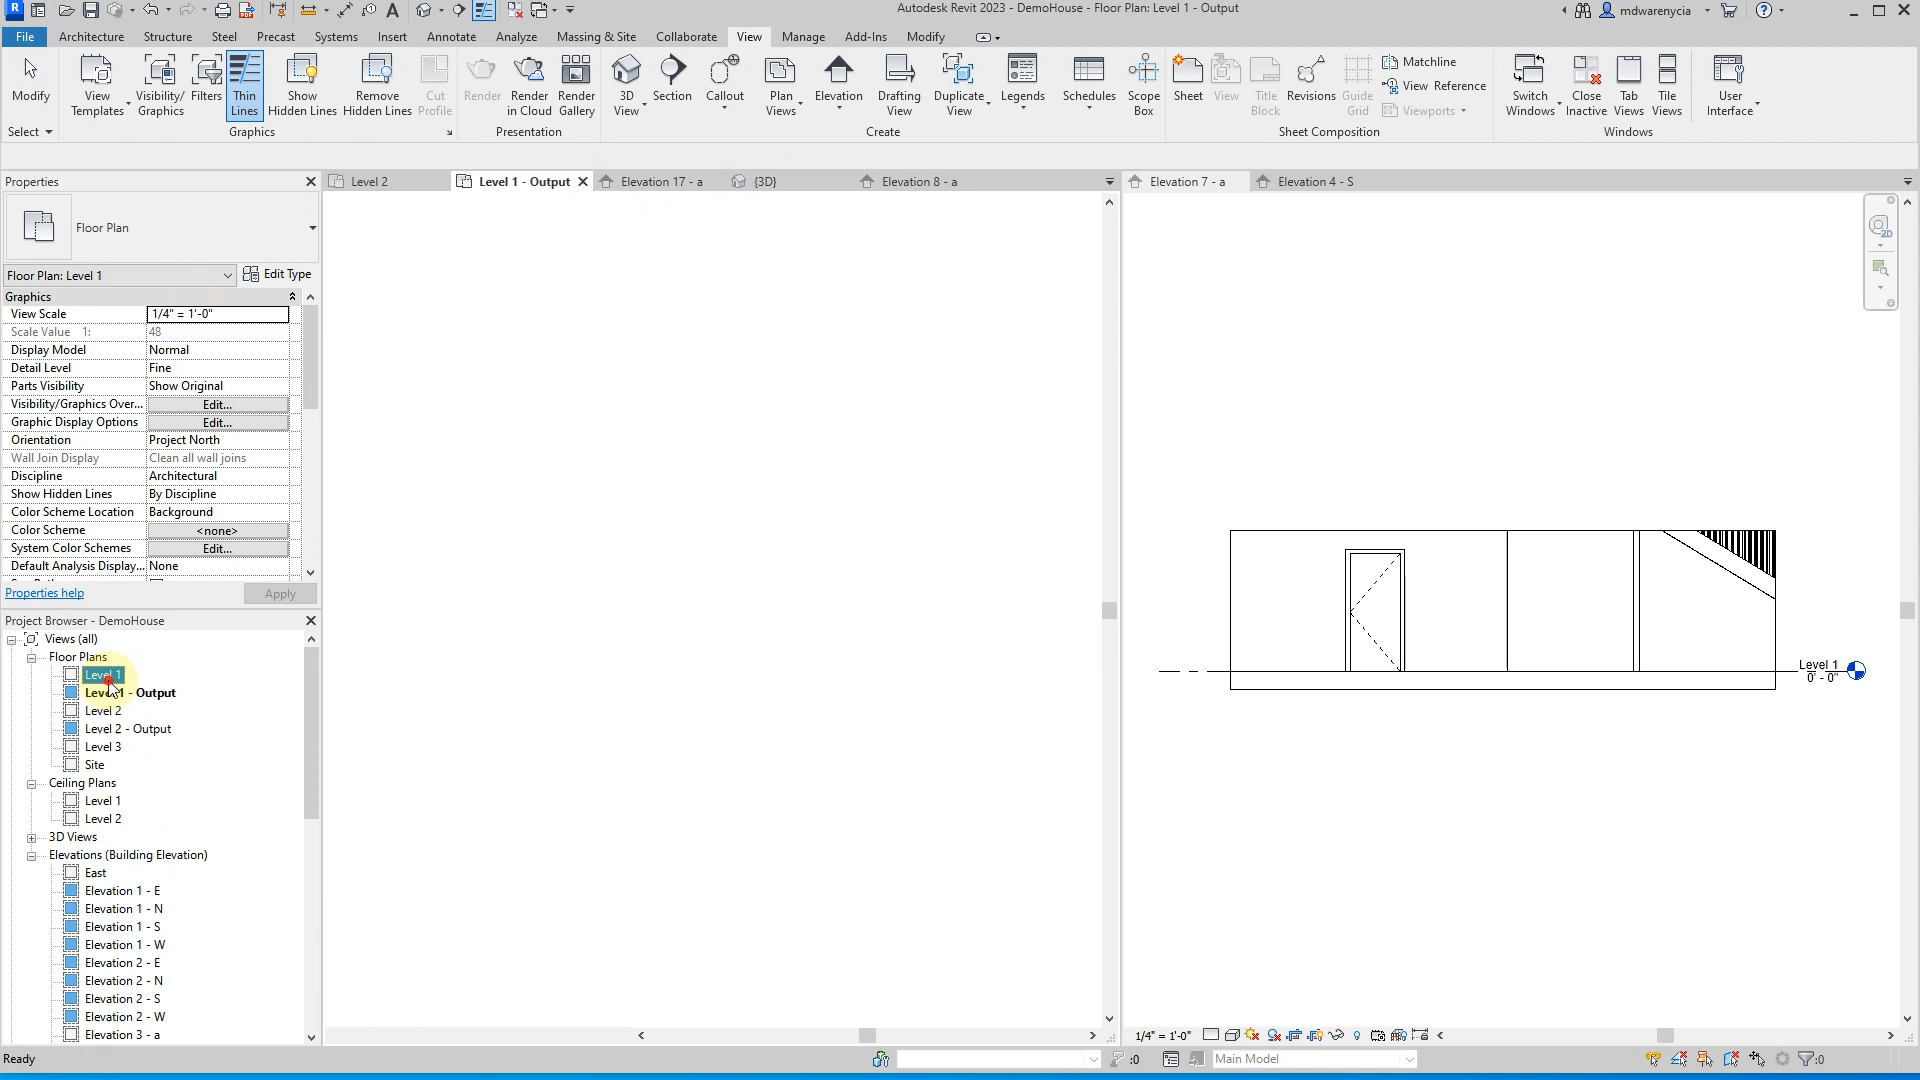 Autodesk Revit 2023 - DemoHouse - Floor Plan: Level 1 - Output
mdwarenycia
File Architecture Structure Steel Precast Systems Insert Annotate Analyze Massing & Site Collaborate View Manage Add-Ins Modify
Modify
View Templates
Visibility/ Graphics
Filters
Thin Lines
Show Hidden Lines
Remove Hidden Lines
Cut Profile
Render
Render in Cloud
Render Gallery
3D View
Section
Callout
Plan Views
Elevation
Drafting View
Duplicate View
Legends
Schedules
Scope Box
Sheet
View
Title Block
Revisions
Guide Grid
Matchline
View Reference
Viewports
Switch Windows
Close Inactive
Tab Views
Tile Views
User Interface
Select Graphics Presentation Create Sheet Composition Windows
Properties
Level 2
Level 1 - Output
Elevation 17 - a
{3D}
Elevation 8 - a
Elevation 7 - a
Elevation 4 - S
Floor Plan
Floor Plan: Level 1
Edit Type
Graphics
View Scale 1/4" = 1'-0"
Scale Value 1: 48
Display Model Normal
Detail Level Fine
Parts Visibility Show Original
Visibility/Graphics Over... Edit...
Graphic Display Options Edit...
Orientation Project North
Wall Join Display Clean all wall joins
Discipline Architectural
Show Hidden Lines By Discipline
Color Scheme Location Background
Color Scheme <none>
System Color Schemes Edit...
Default Analysis Display... None
Properties help Apply
Project Browser - DemoHouse
Views (all)
Floor Plans
Level 1
Level 1 - Output
Level 2
Level 2 - Output
Level 3
Site
Ceiling Plans
Level 1
Level 2
3D Views
Elevations (Building Elevation)
East
Elevation 1 - E
Elevation 1 - N
Elevation 1 - S
Elevation 1 - W
Elevation 2 - E
Elevation 2 - N
Elevation 2 - S
Elevation 2 - W
Elevation 3 - a
Level 1
0' - 0"
2D
1/4" = 1'-0"
Ready
:0
Main Model
:0